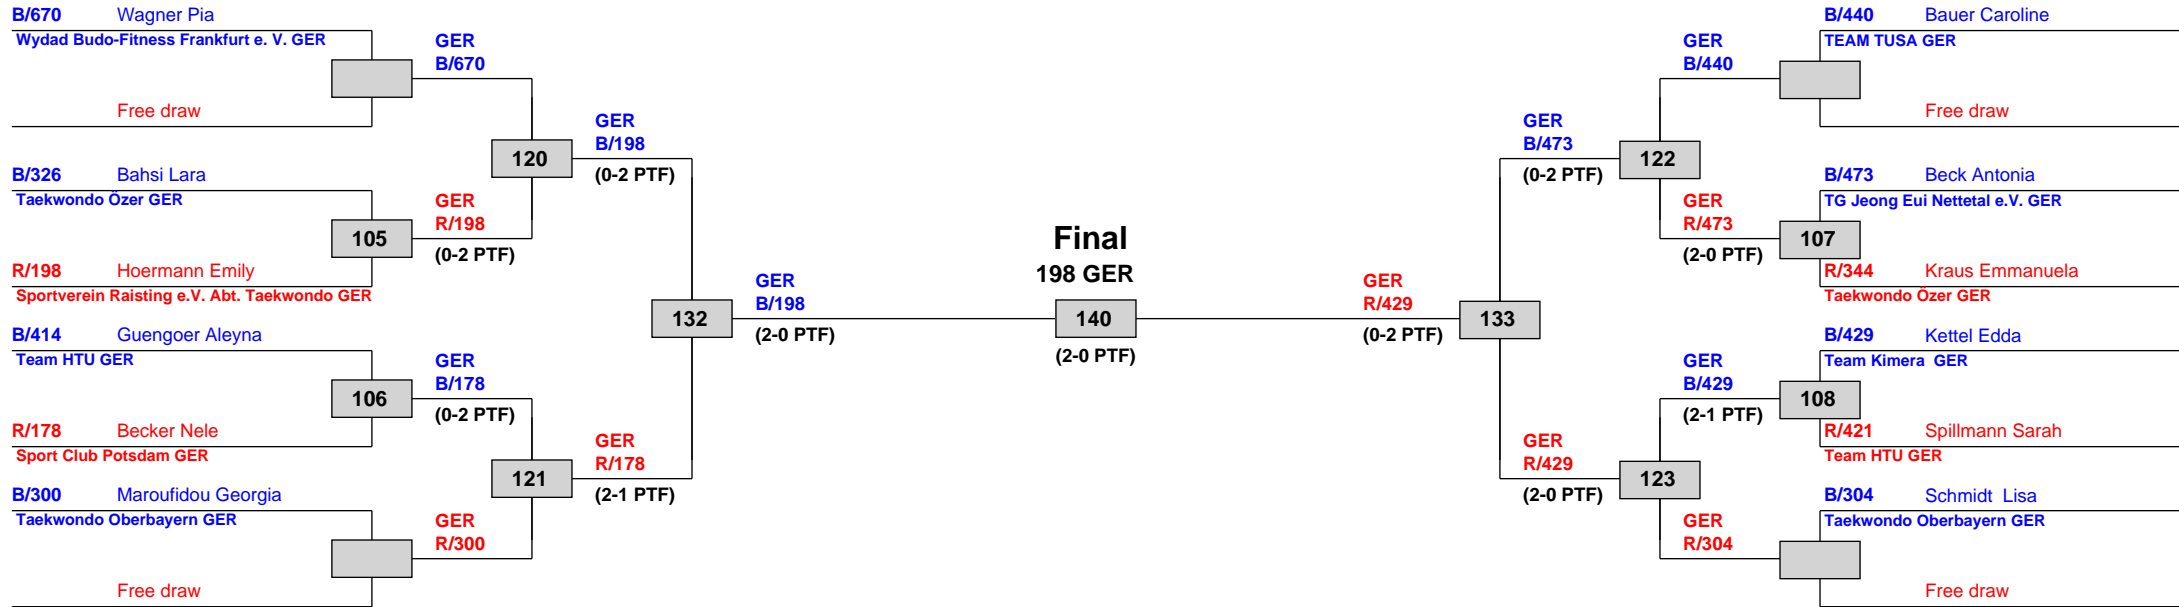 B/670 Wagner Pia
Wydad Budo-Fitness Frankfurt e. V. GER
Free draw
B/326 Bahsi Lara
Taekwondo Özer GER
R/198 Hoermann Emily
Sportverein Raisting e.V. Abt. Taekwondo GER
B/414 Guengoer Aleyna
Team HTU GER
R/178 Becker Nele
Sport Club Potsdam GER
B/300 Maroufidou Georgia
Taekwondo Oberbayern GER
Free draw
GER
B/670
105
GER
R/198
(0-2 PTF)
106
GER
B/178
(0-2 PTF)
GER
R/300
120
GER
B/198
(0-2 PTF)
121
GER
R/178
(2-1 PTF)
132
GER
B/198
(2-0 PTF)
Final
198 GER
140
(2-0 PTF)
GER
R/429
(0-2 PTF)
133
GER
B/473
(0-2 PTF)
122
GER
R/429
(2-0 PTF)
123
GER
B/440
GER
R/473
(2-0 PTF)
107
GER
B/429
(2-1 PTF)
108
GER
R/304
B/440 Bauer Caroline
TEAM TUSA GER
Free draw
B/473 Beck Antonia
TG Jeong Eui Nettetal e.V. GER
R/344 Kraus Emmanuela
Taekwondo Özer GER
B/429 Kettel Edda
Team Kimera  GER
R/421 Spillmann Sarah
Team HTU GER
B/304 Schmidt  Lisa
Taekwondo Oberbayern GER
Free draw